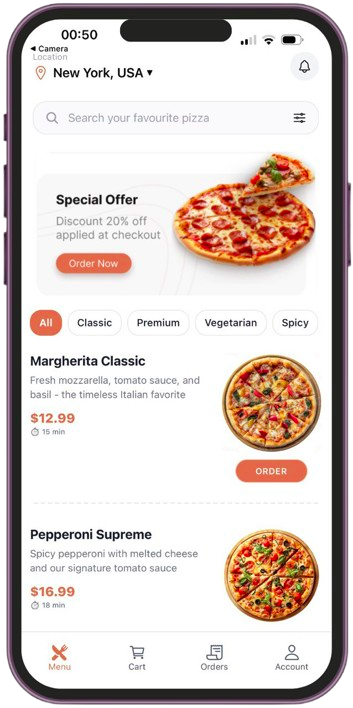 00:50
◀ Camera
Location
New York, USA ▾
Search your favourite pizza
Special Offer
Discount 20% off
applied at checkout
Order Now
All Classic Premium Vegetarian Spicy
Margherita Classic
Fresh mozzarella, tomato sauce, and
basil - the timeless Italian favorite
$12.99
15 min
ORDER
Pepperoni Supreme
Spicy pepperoni with melted cheese
and our signature tomato sauce
$16.99
18 min
Menu Cart Orders Account